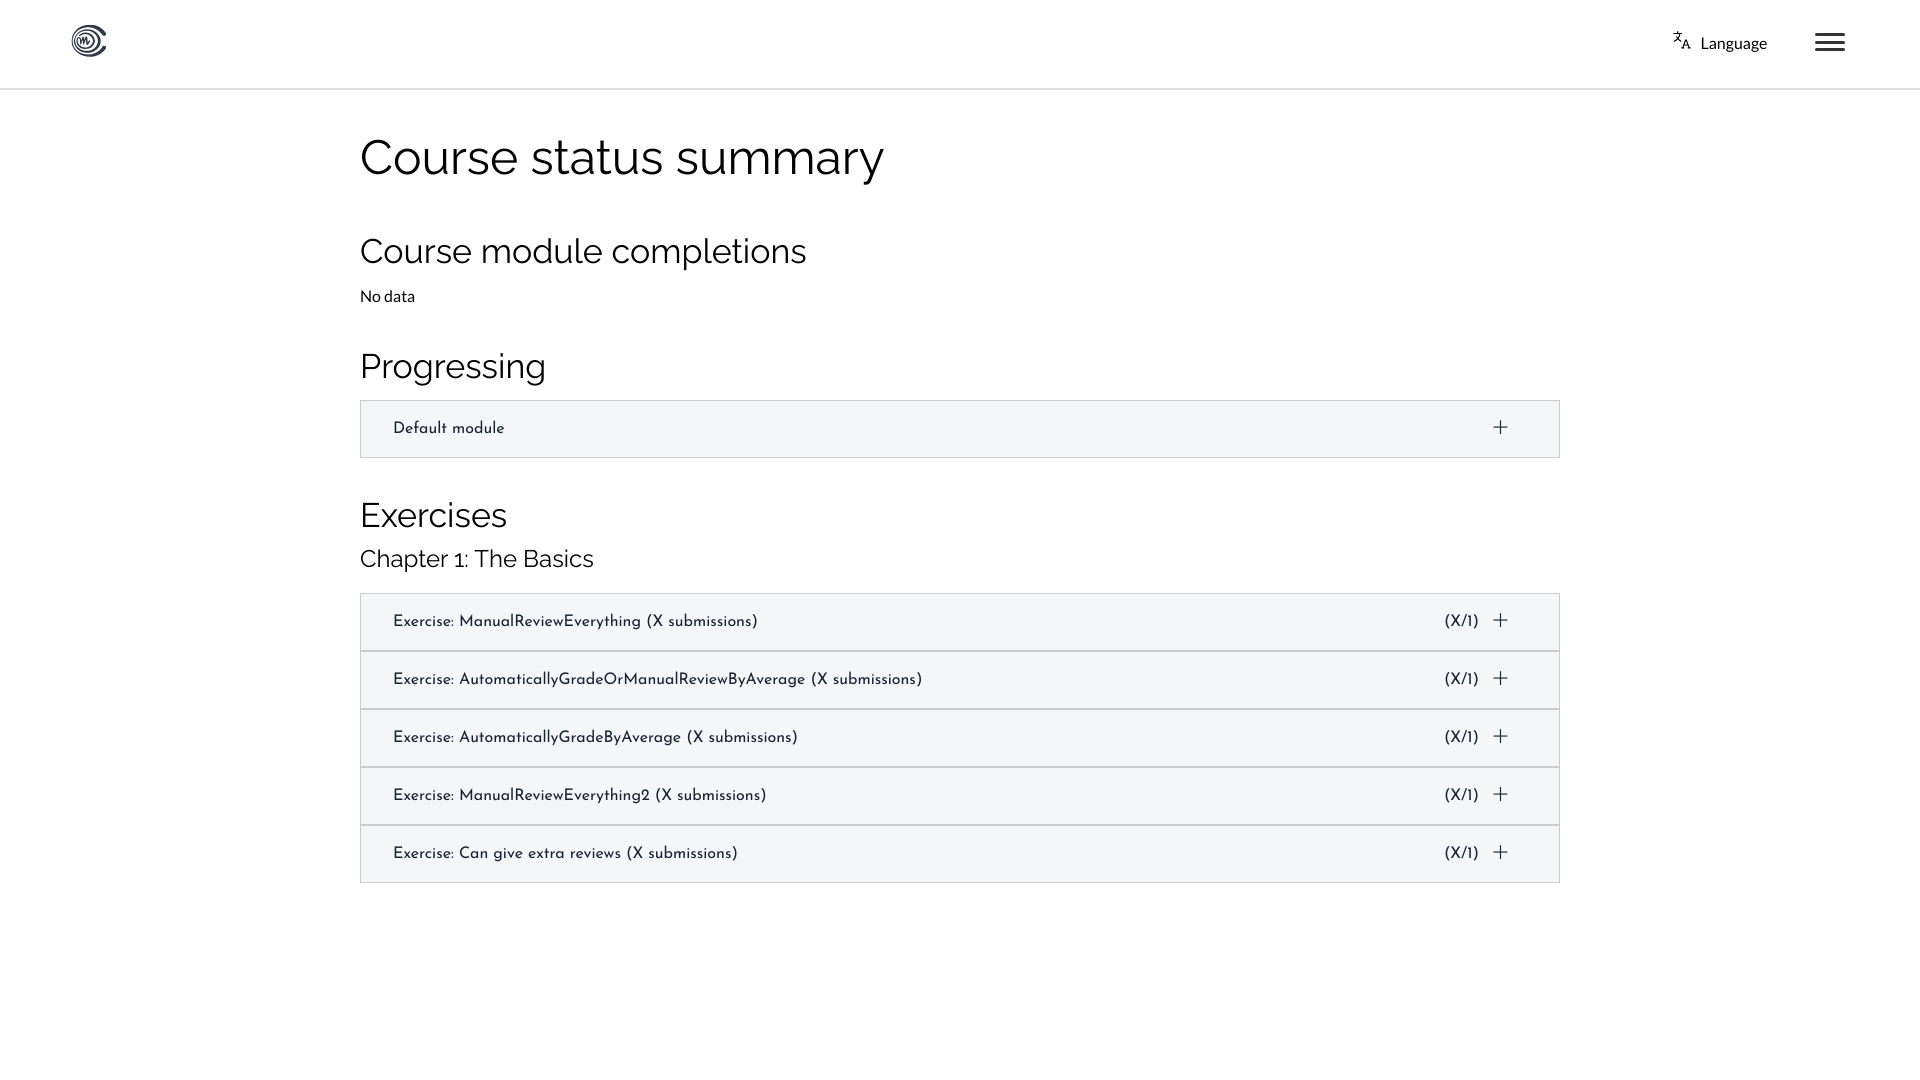 Language
Course status summary
Course module completions
No data
Progressing
Default module
Exercises
Chapter 1: The Basics
Exercise: ManualReviewEverything (X submissions) (X/1)
Exercise: AutomaticallyGradeOrManualReviewByAverage (X submissions) (X/1)
Exercise: AutomaticallyGradeByAverage (X submissions) (X/1)
Exercise: ManualReviewEverything2 (X submissions) (X/1)
Exercise: Can give extra reviews (X submissions) (X/1)